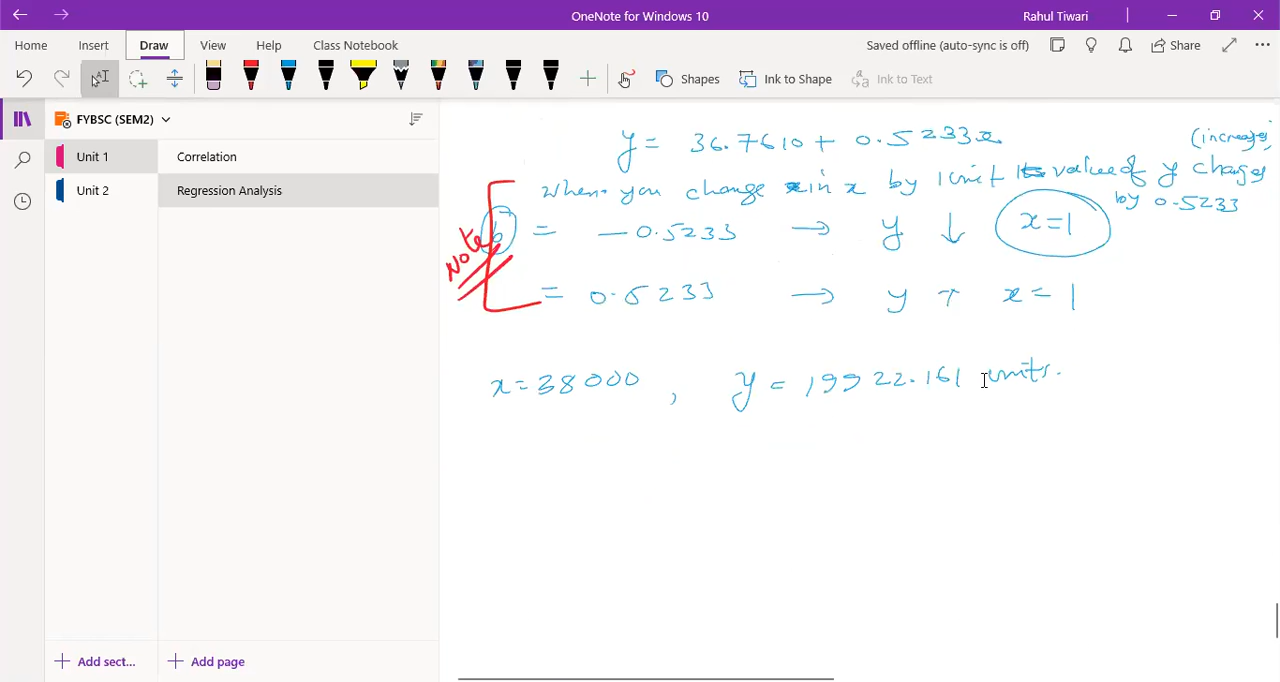 OneNote for Windows 10
Rahul Tiwari
Home Insert Draw View Help Class Notebook
Saved offline (auto-sync is off) Share
Shapes Ink to Shape Ink to Text
FYBSC (SEM2)
Unit 1
Unit 2
Correlation
Regression Analysis
Add sect...
Add page
y = 36.7610 + 0.5233x
(increases)
When you change in x by 1 unit value of y changes
by 0.5233
Note
b = - 0.5233 → y ↓ x=1
= 0.5233 → y ↑ x = 1
x = 38000 , y = 19922.161 units.